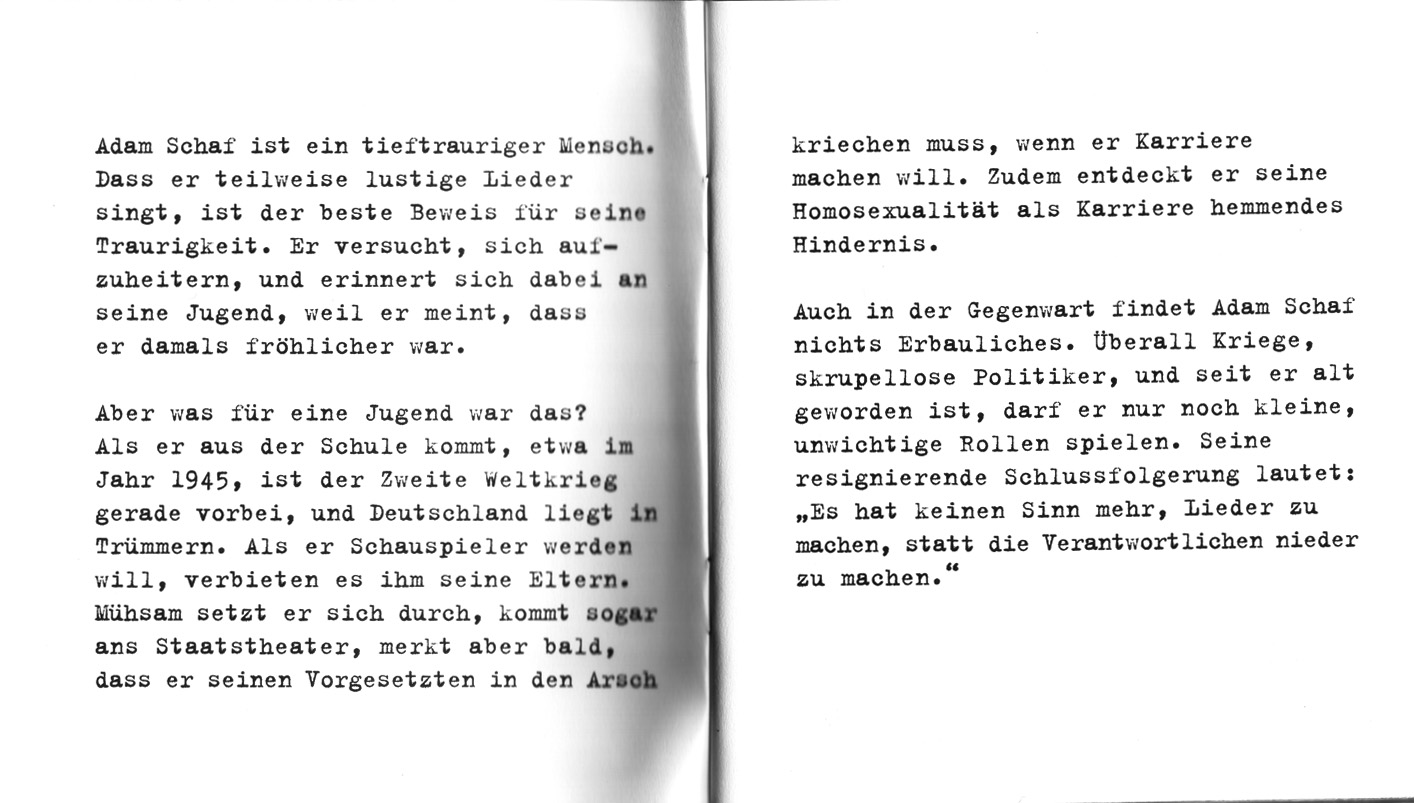 Adam Schaf ist ein tieftrauriger Mensch.
Dass er teilweise lustige Lieder
singt, ist der beste Beweis für seine
Traurigkeit. Er versucht, sich auf-
zuheitern, und erinnert sich dabei an
seine Jugend, weil er meint, dass
er damals fröhlicher war.

Aber was für eine Jugend war das?
Als er aus der Schule kommt, etwa im
Jahr 1945, ist der Zweite Weltkrieg
gerade vorbei, und Deutschland liegt in
Trümmern. Als er Schauspieler werden
will, verbieten es ihm seine Eltern.
Mühsam setzt er sich durch, kommt sogar
ans Staatstheater, merkt aber bald,
dass er seinen Vorgesetzten in den Arsch
kriechen muss, wenn er Karriere
machen will. Zudem entdeckt er seine
Homosexualität als Karriere hemmendes
Hindernis.

Auch in der Gegenwart findet Adam Schaf
nichts Erbauliches. Überall Kriege,
skrupellose Politiker, und seit er alt
geworden ist, darf er nur noch kleine,
unwichtige Rollen spielen. Seine
resignierende Schlussfolgerung lautet:
„Es hat keinen Sinn mehr, Lieder zu
machen, statt die Verantwortlichen nieder
zu machen.“